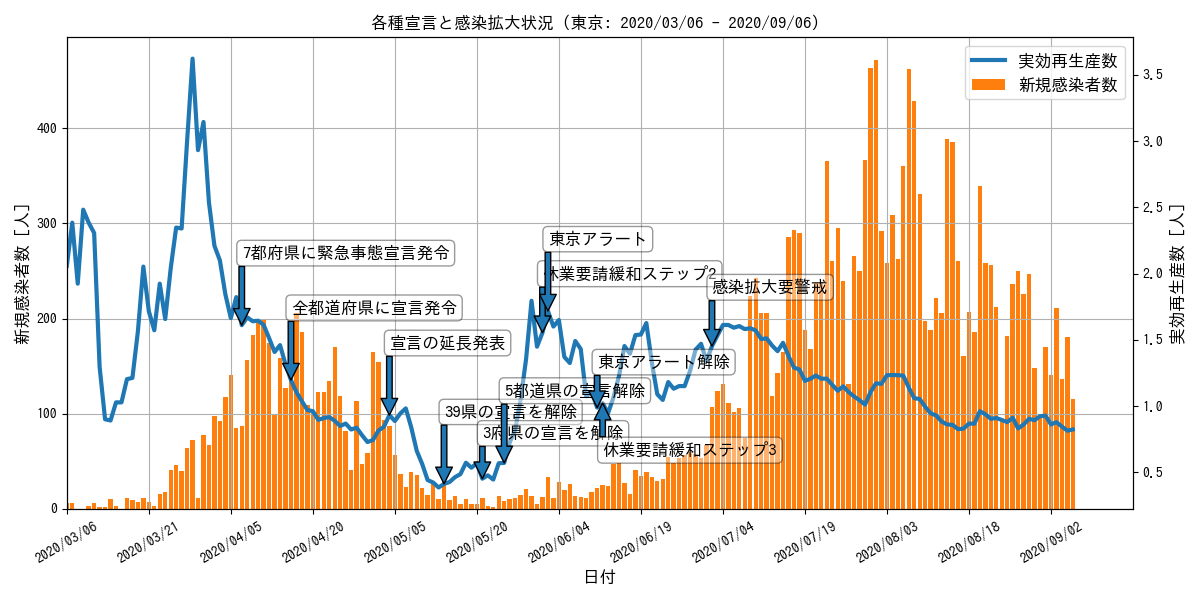 各種宣言と感染拡大状況 (東京: 2020/03/06 - 2020/09/06)
実効再生産数
新規感染者数
新規感染者数 [人]
400
300
200
100
0
3.5
3.0
2.5
2.0
1.5
1.0
0.5
実効再生産数 [人]
東京アラート
7都府県に緊急事態宣言発令
休業要請緩和ステップ2
感染拡大要警戒
全都道府県に宣言発令
宣言の延長発表
東京アラート解除
5都道県の宣言解除
39県の宣言を解除
3府県の宣言を解除
休業要請緩和ステップ3
2020/03/06
2020/03/21
2020/04/05
2020/04/20
2020/05/05
2020/05/20
2020/06/04
2020/06/19
2020/07/04
2020/07/19
2020/08/03
2020/08/18
2020/09/02
日付